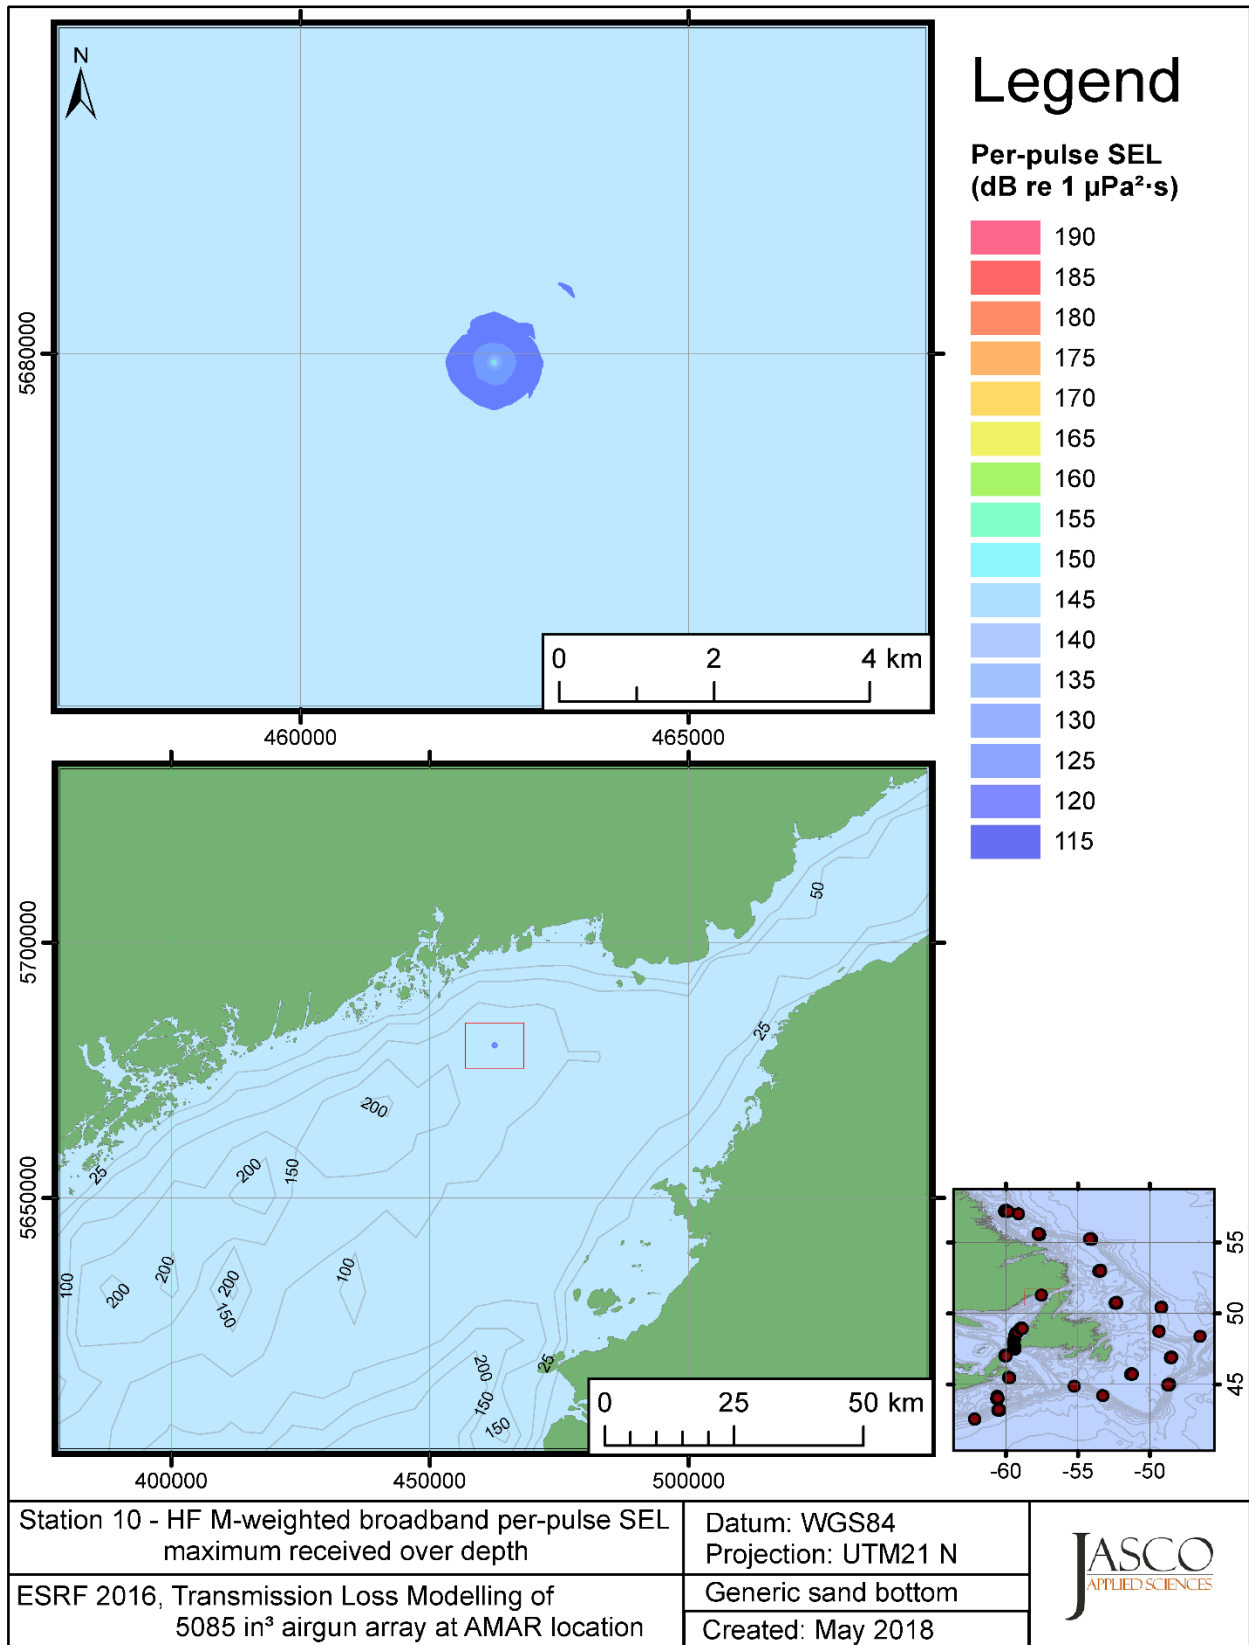 N
5680000
0 2 4 km
460000 465000
Legend
Per-pulse SEL
(dB re 1 µPa²·s)
190
185
180
175
170
165
160
155
150
145
140
135
130
125
120
115
5700000
5650000
50
25
200
200
150
25
100
200
200
200
150
100
200
150
150
25
0 25 50 km
400000 450000 500000
55
50
45
-60 -55 -50
Station 10 - HF M-weighted broadband per-pulse SEL
maximum received over depth
ESRF 2016, Transmission Loss Modelling of
5085 in³ airgun array at AMAR location
Datum: WGS84
Projection: UTM21 N
Generic sand bottom
Created: May 2018
JASCO
APPLIED SCIENCES